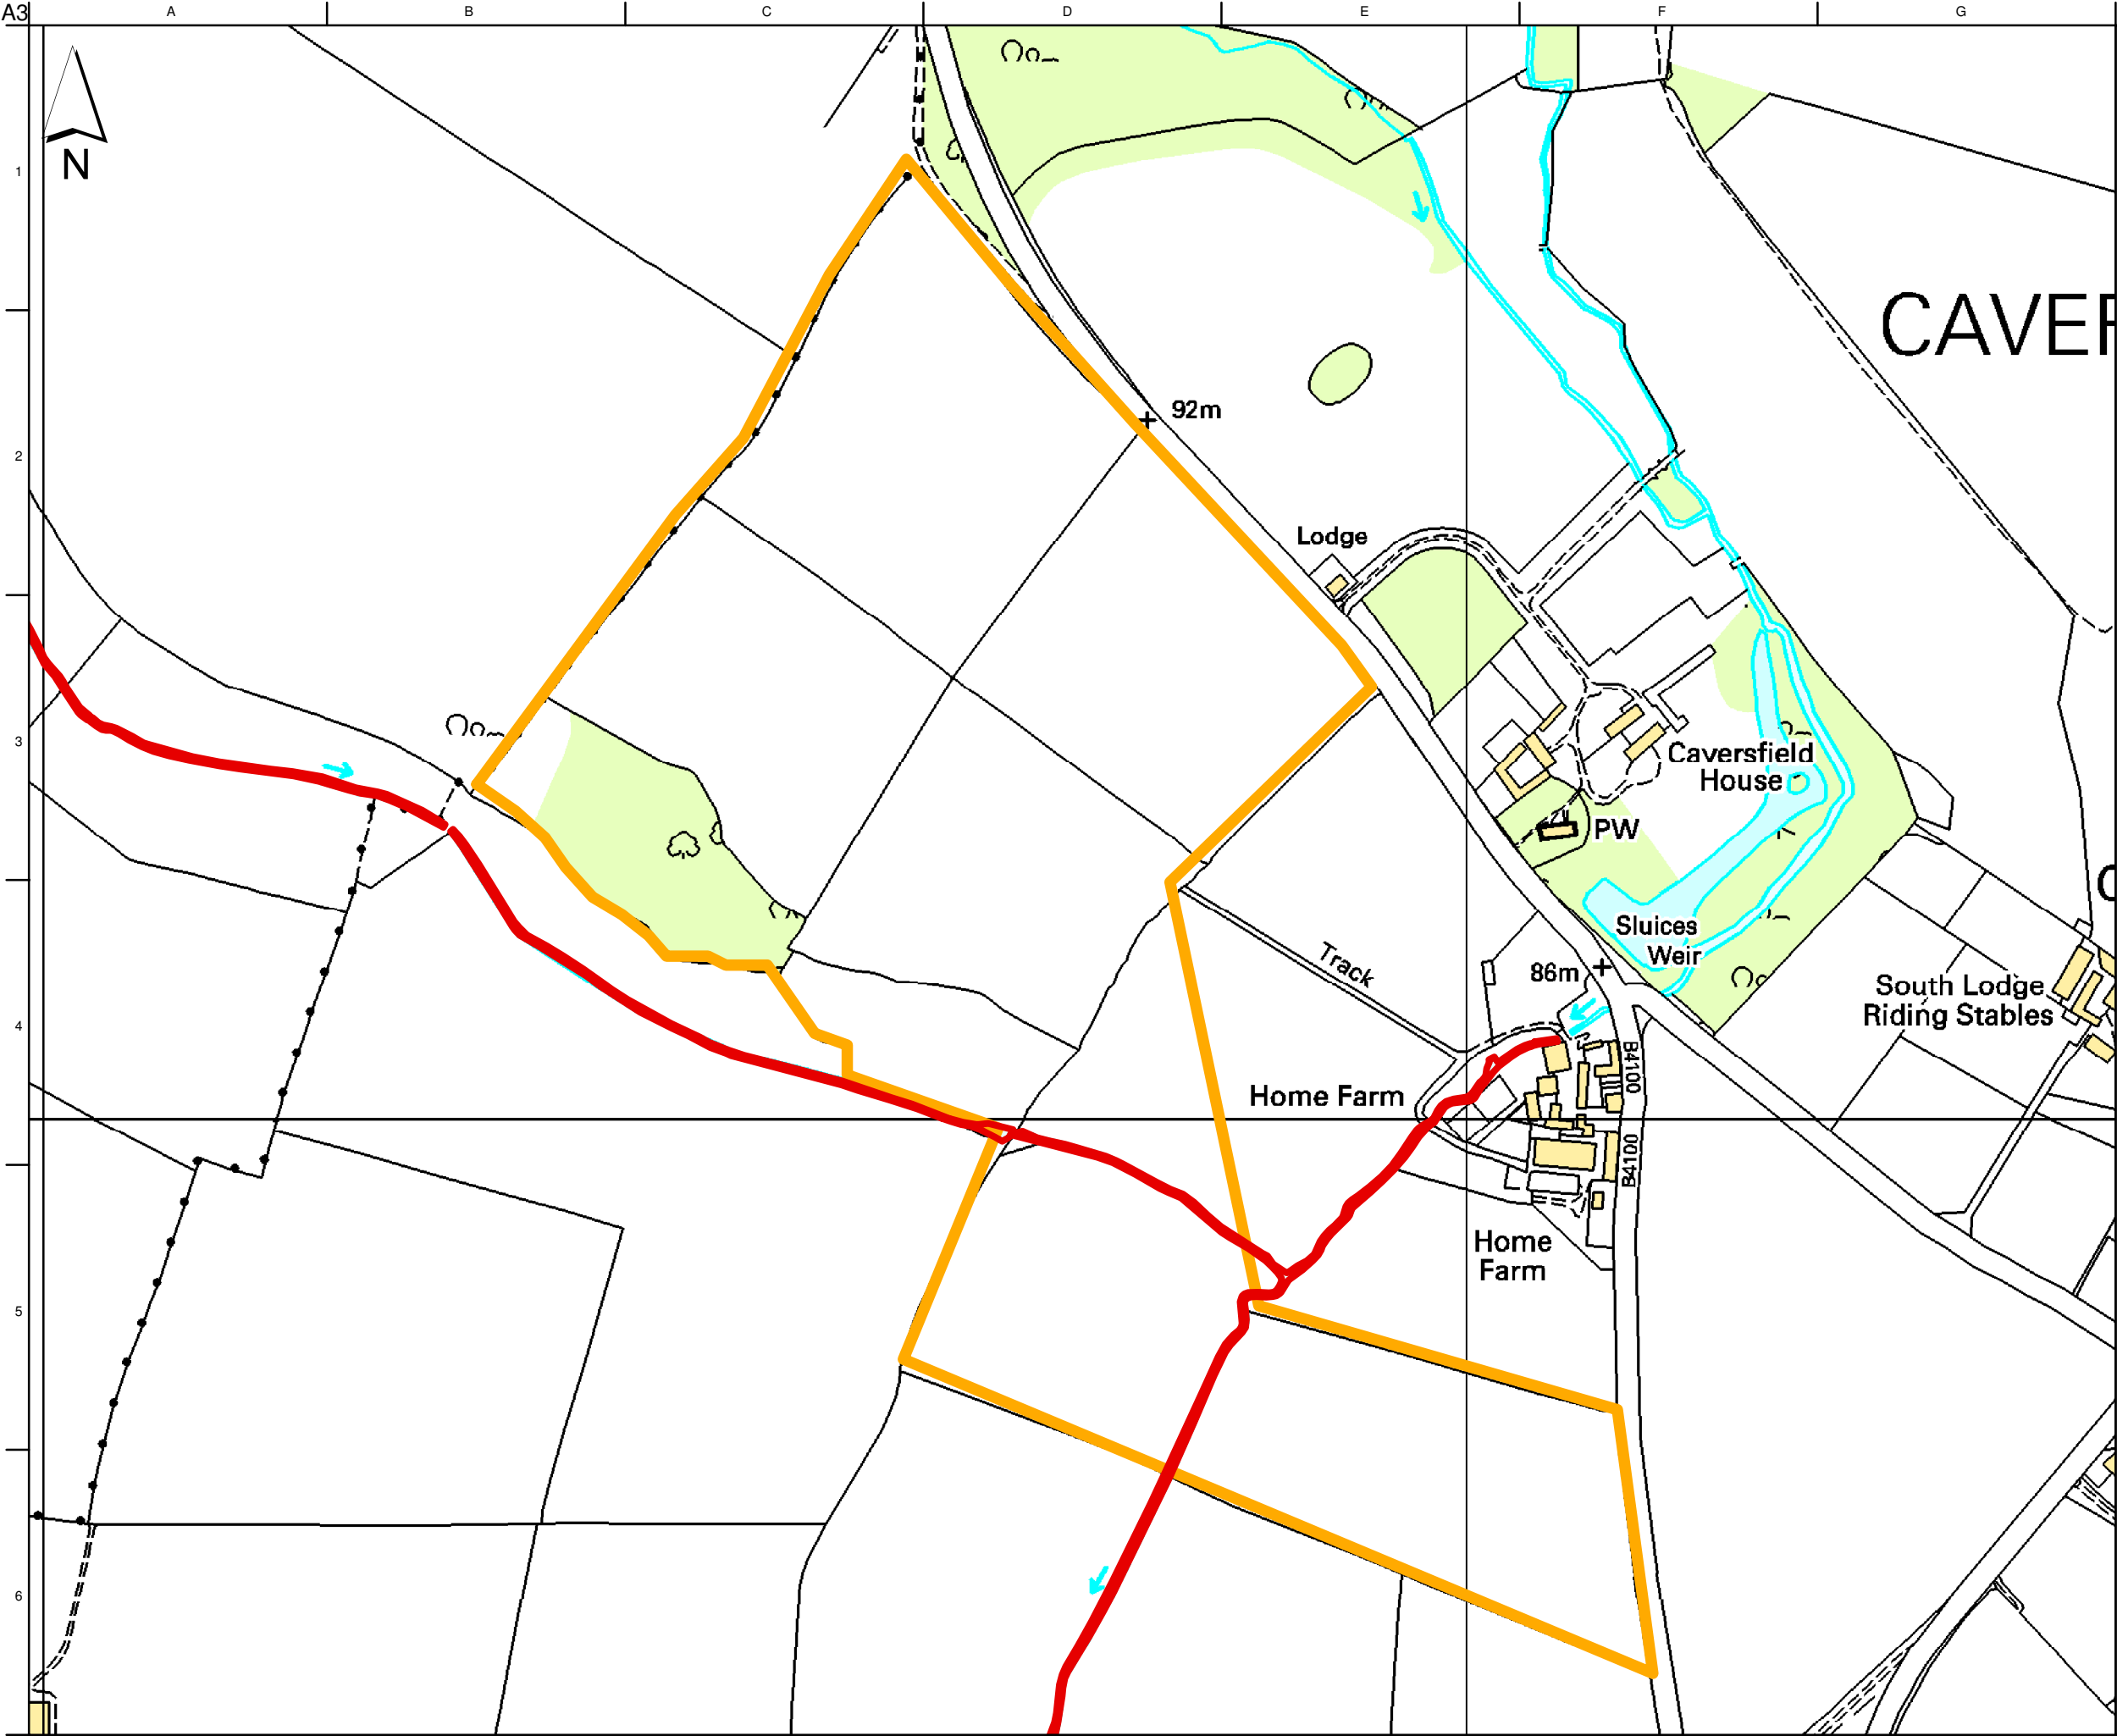 A3
A
B
C
D
E
F
G
N
1
CAVER
92m
2
Lodge
3
Caversfield
House
PW
Sluices
Weir
Track
86m
South Lodge
Riding Stables
4
B4100
Home Farm
B4100
Home
Farm
5
6